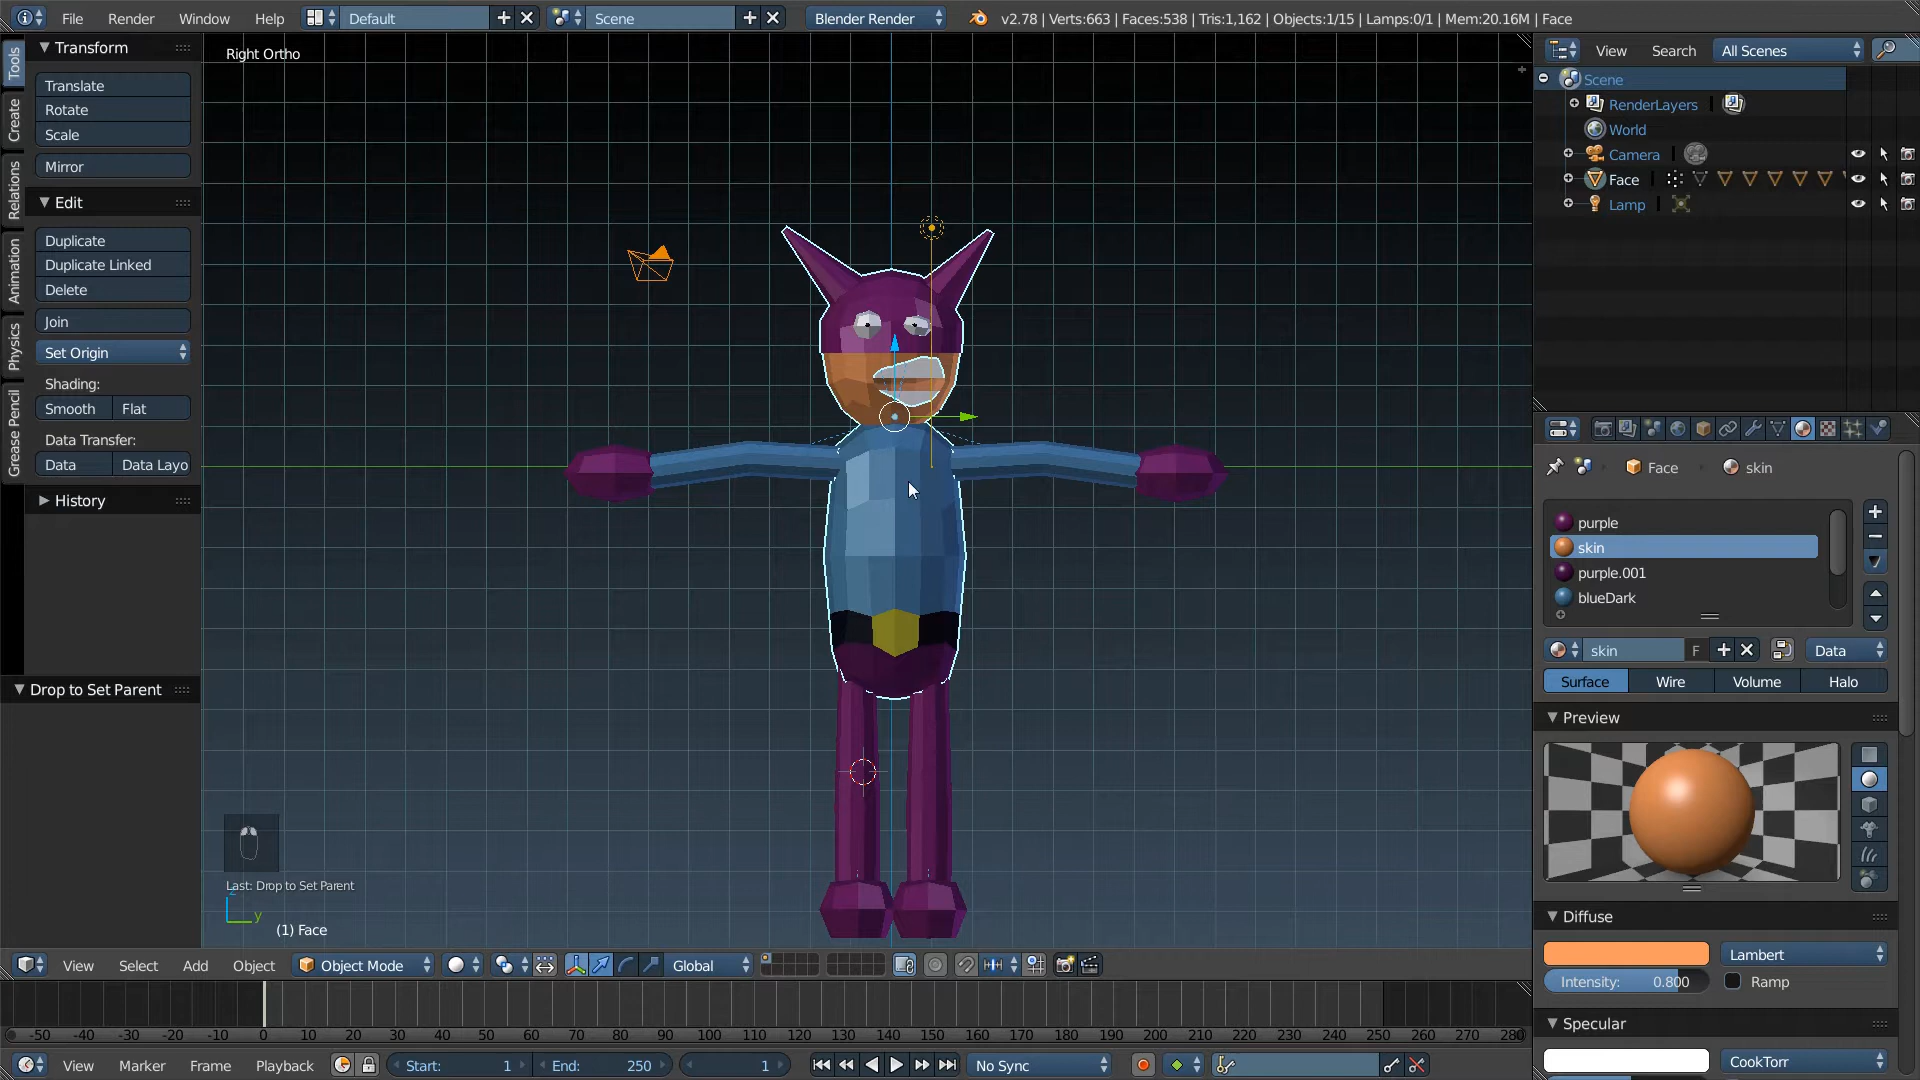 File Render Window Help Default Scene Blender Render v2.78 | Verts:663 | Faces:538 | Tris:1,162 | Objects:1/15 | Lamps:0/1 | Mem:20.16M | Face
Tools
Create
Relations
Animation
Physics
Grease Pencil
Transform
Translate
Rotate
Scale
Mirror
Edit
Duplicate
Duplicate Linked
Delete
Join
Set Origin
Shading:
Smooth Flat
Data Transfer:
Data Data Layo
History
Drop to Set Parent
Right Ortho
Last: Drop to Set Parent
y
(1) Face
View Select Add Object Object Mode Global
-50 -40 -30 -20 -10 0 10 20 30 40 50 60 70 80 90 100 110 120 130 140 150 160 170 180 190 200 210 220 230 240 250 260 270 280
View Marker Frame Playback Start: 1 End: 250 1 No Sync
View Search All Scenes
Scene
RenderLayers
World
Camera
Face
Lamp
Face skin
purple
skin
purple.001
blueDark
skin F Data
Surface Wire Volume Halo
Preview
Diffuse
Lambert
Intensity: 0.800 Ramp
Specular
CookTorr